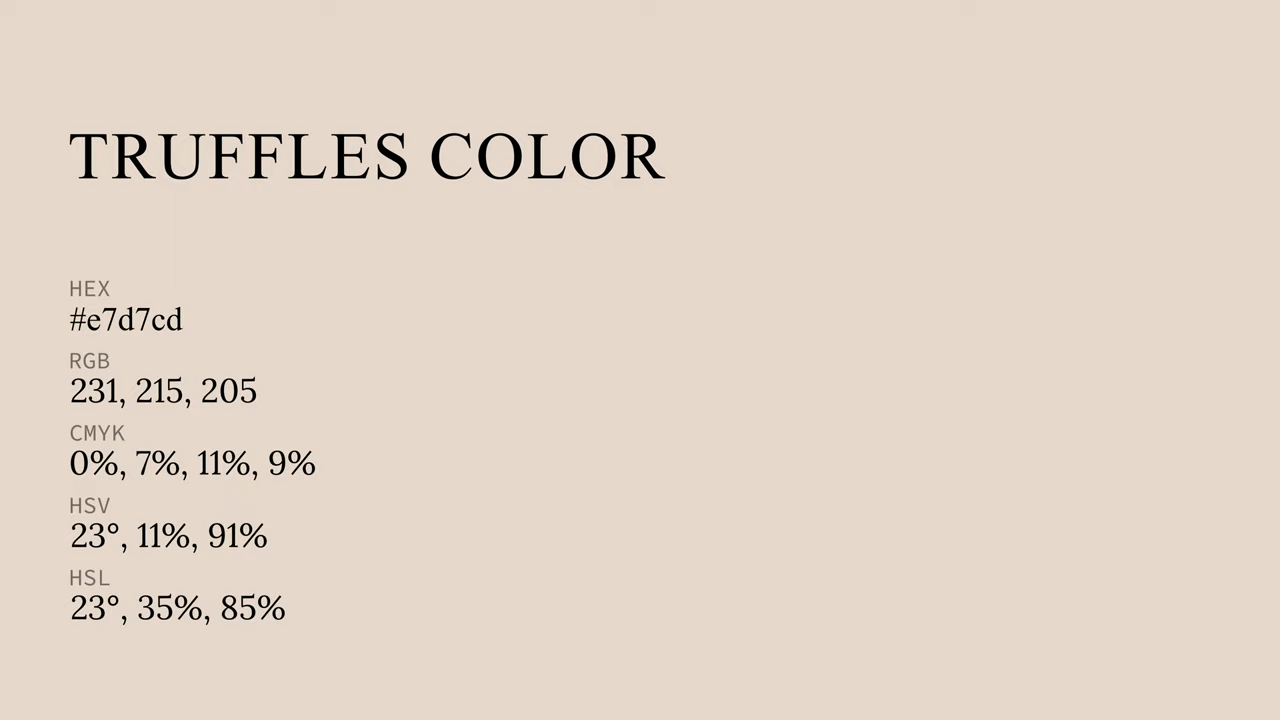 TRUFFLES COLOR
HEX
#e7d7cd
RGB
231, 215, 205
CMYK
0%, 7%, 11%, 9%
HSV
23°, 11%, 91%
HSL
23°, 35%, 85%